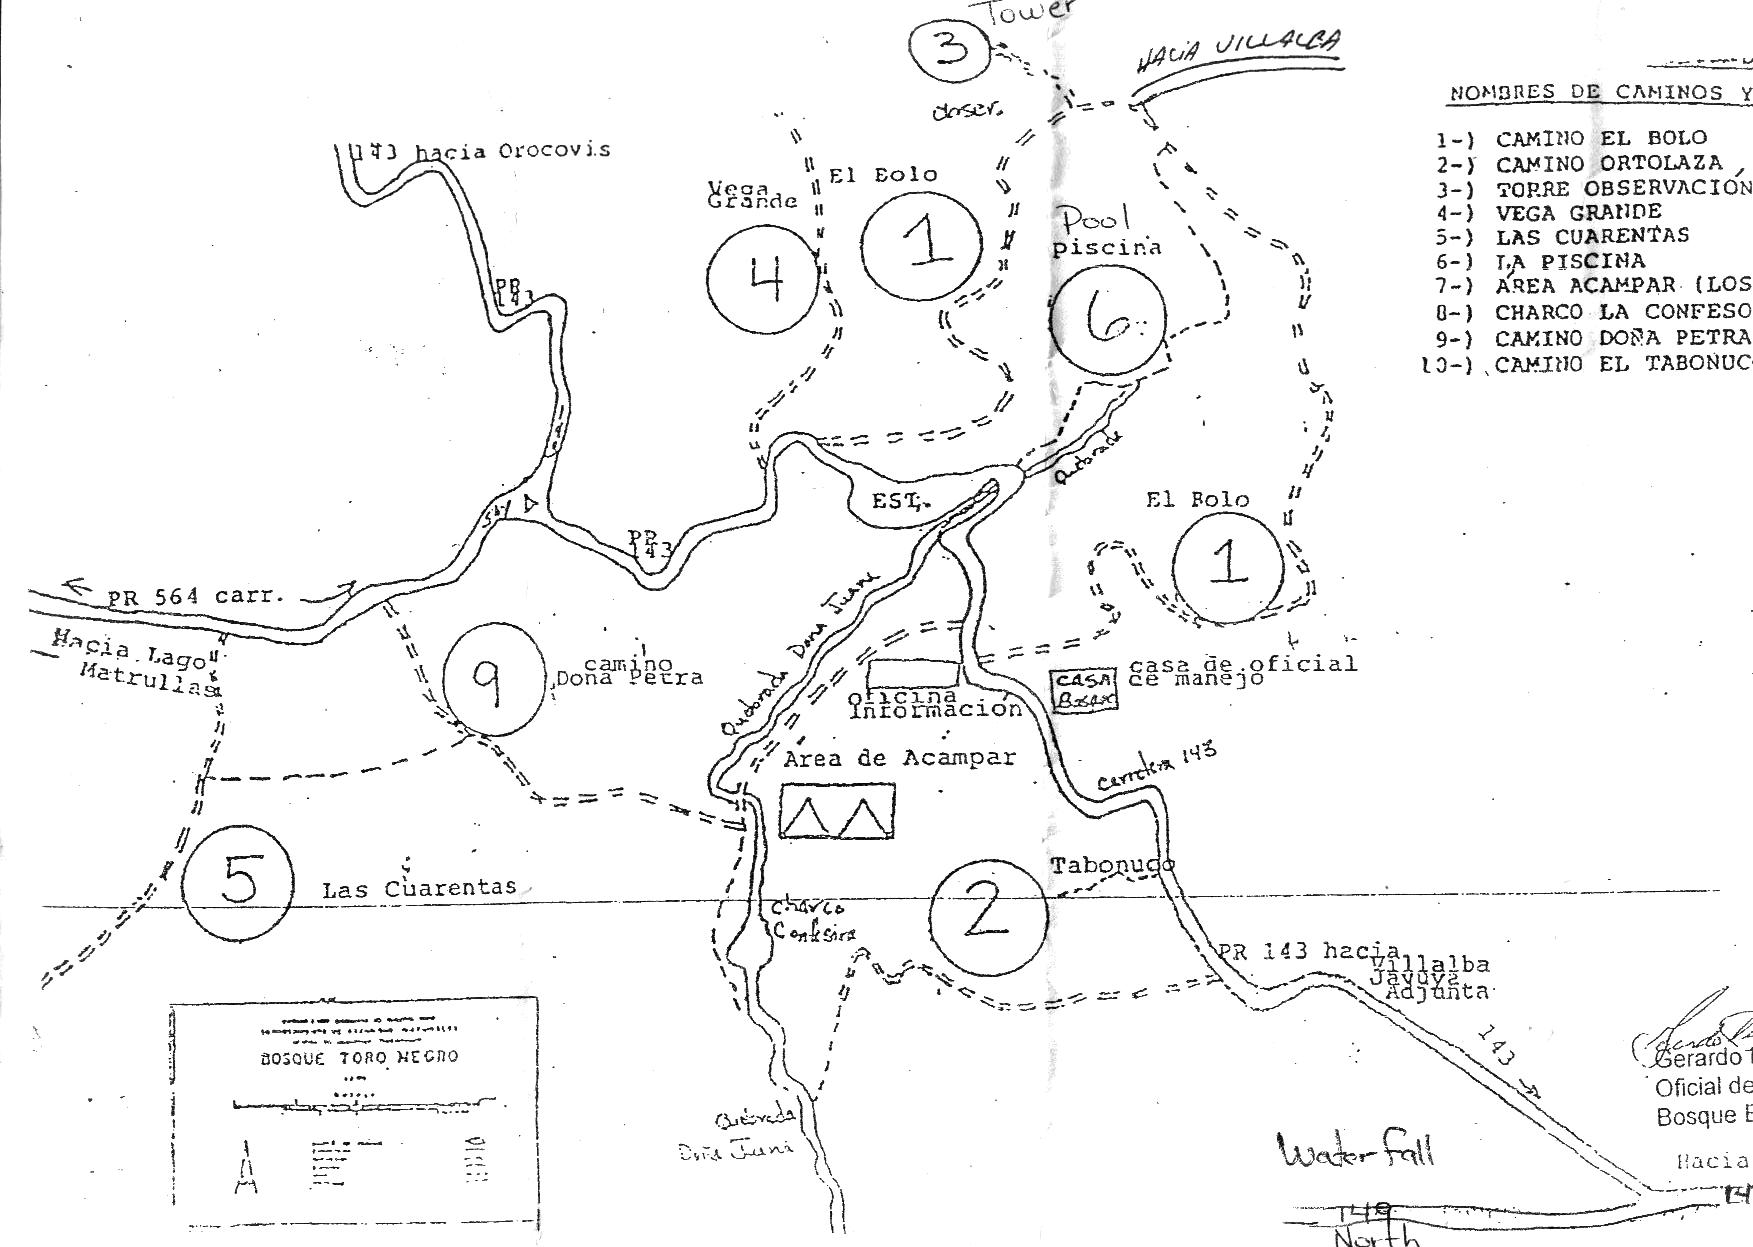 Tower
3
obser.
HACIA VILLALBA
NOMBRES DE CAMINOS Y
1-) CAMINO EL BOLO
2-) CAMINO ORTOLAZA,
3-) TORRE OBSERVACIÓN
4-) VEGA GRANDE
5-) LAS CUARENTAS
6-) LA PISCINA
7-) ÁREA ACAMPAR (LOS
8-) CHARCO LA CONFESO
9-) CAMINO DOÑA PETRA
10-) CAMINO EL TABONUC
143 hacia Orocovis
Vega
Grande
4
El Bolo
1
Pool
piscina
6
PR
143
EST.
Quebrada
El Bolo
1
PR
143
PR 564 carr.
Hacia Lago
Matrullas
9
camino
Doña Petra
Quebrada Dona Juana
Oficina
Información
CASA
Bosque
casa de oficial
de manejo
Area de Acampar
Carretera 143
5
Las Cuarentas
2
Tabonuco
Charco
Confesora
PR 143 hacia
Villalba
Jayuya
Adjunta
143
BOSQUE TORO NEGRO
Quebrada
Doña Juana
Gerardo
Oficial de
Bosque E
Waterfall
Hacia
149
North